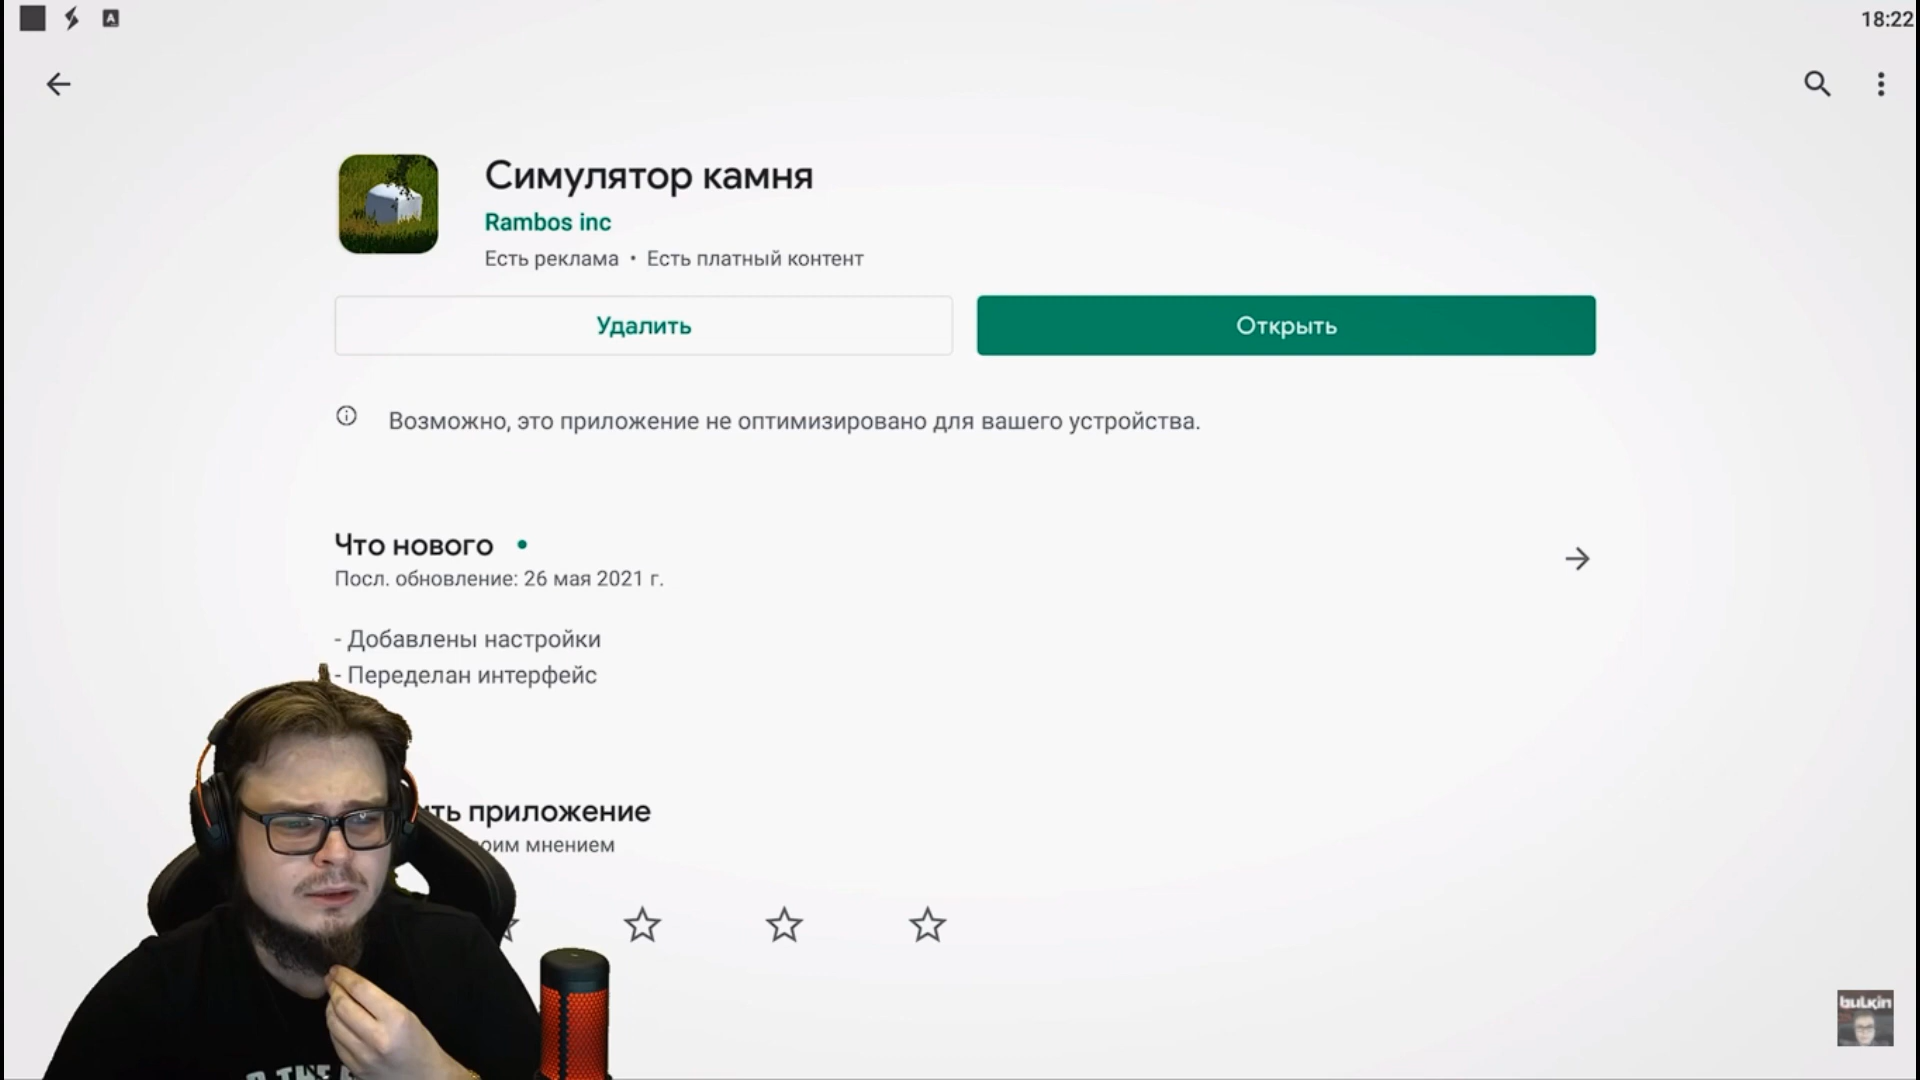 A
18:22
Симулятор камня
Rambos inc
Есть реклама • Есть платный контент
Удалить
Открыть
Возможно, это приложение не оптимизировано для вашего устройства.
Что нового •
Посл. обновление: 26 мая 2021 г.
- Добавлены настройки
- Переделан интерфейс
ть приложение
оим мнением
THE
bulkin